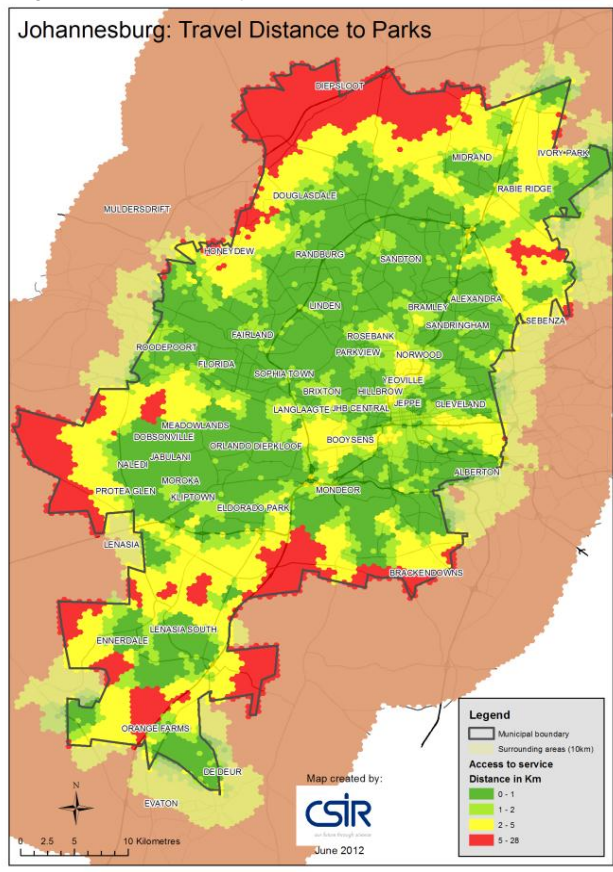 Johannesburg: Travel Distance to Parks
DIEPSLOOT
MIDRAND
IVORY PARK
RABIE RIDGE
DOUGLASDALE
MULDERSDRIFT
HONEYDEW
RANDBURG
SANDTON
ALEXANDRA
LINDEN
BRAMLEY
SEBENZA
SANDRINGHAM
FAIRLAND
ROSEBANK
ROODEPOORT
PARKVIEW
NORWOOD
FLORIDA
SOPHIA TOWN
YEOVILLE
BRIXTON
HILLBROW
LANGLAAGTE
JHB CENTRAL
JEPPE
CLEVELAND
MEADOWLANDS
DOBSONVILLE
ORLANDO
DIEPKLOOF
BOOYSENS
JABULANI
NALEDI
ALBERTON
MOROKA
PROTEA GLEN
KLIPTOWN
MONDEOR
ELDORADO PARK
LENASIA
BRACKENDOWNS
LENASIA SOUTH
ENNERDALE
ORANGE FARMS
DE DEUR
EVATON
N
0 2.5 5 10 Kilometres
Map created by:
CSIR
our future through science
June 2012
Legend
Municipal boundary
Surrounding areas (10km)
Access to service
Distance in Km
0 - 1
1 - 2
2 - 5
5 - 28